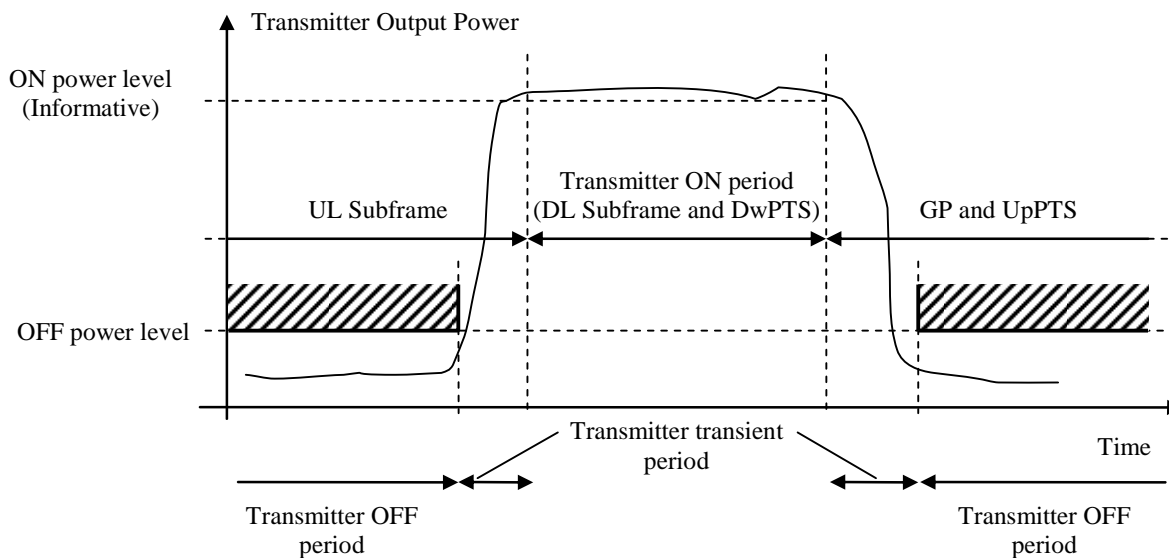 Transmitter Output Power
ON power level
(Informative)
Transmitter ON period
(DL Subframe and DwPTS)
UL Subframe
GP and UpPTS
OFF power level
Transmitter transient
period
Time
Transmitter OFF
period
Transmitter OFF
period